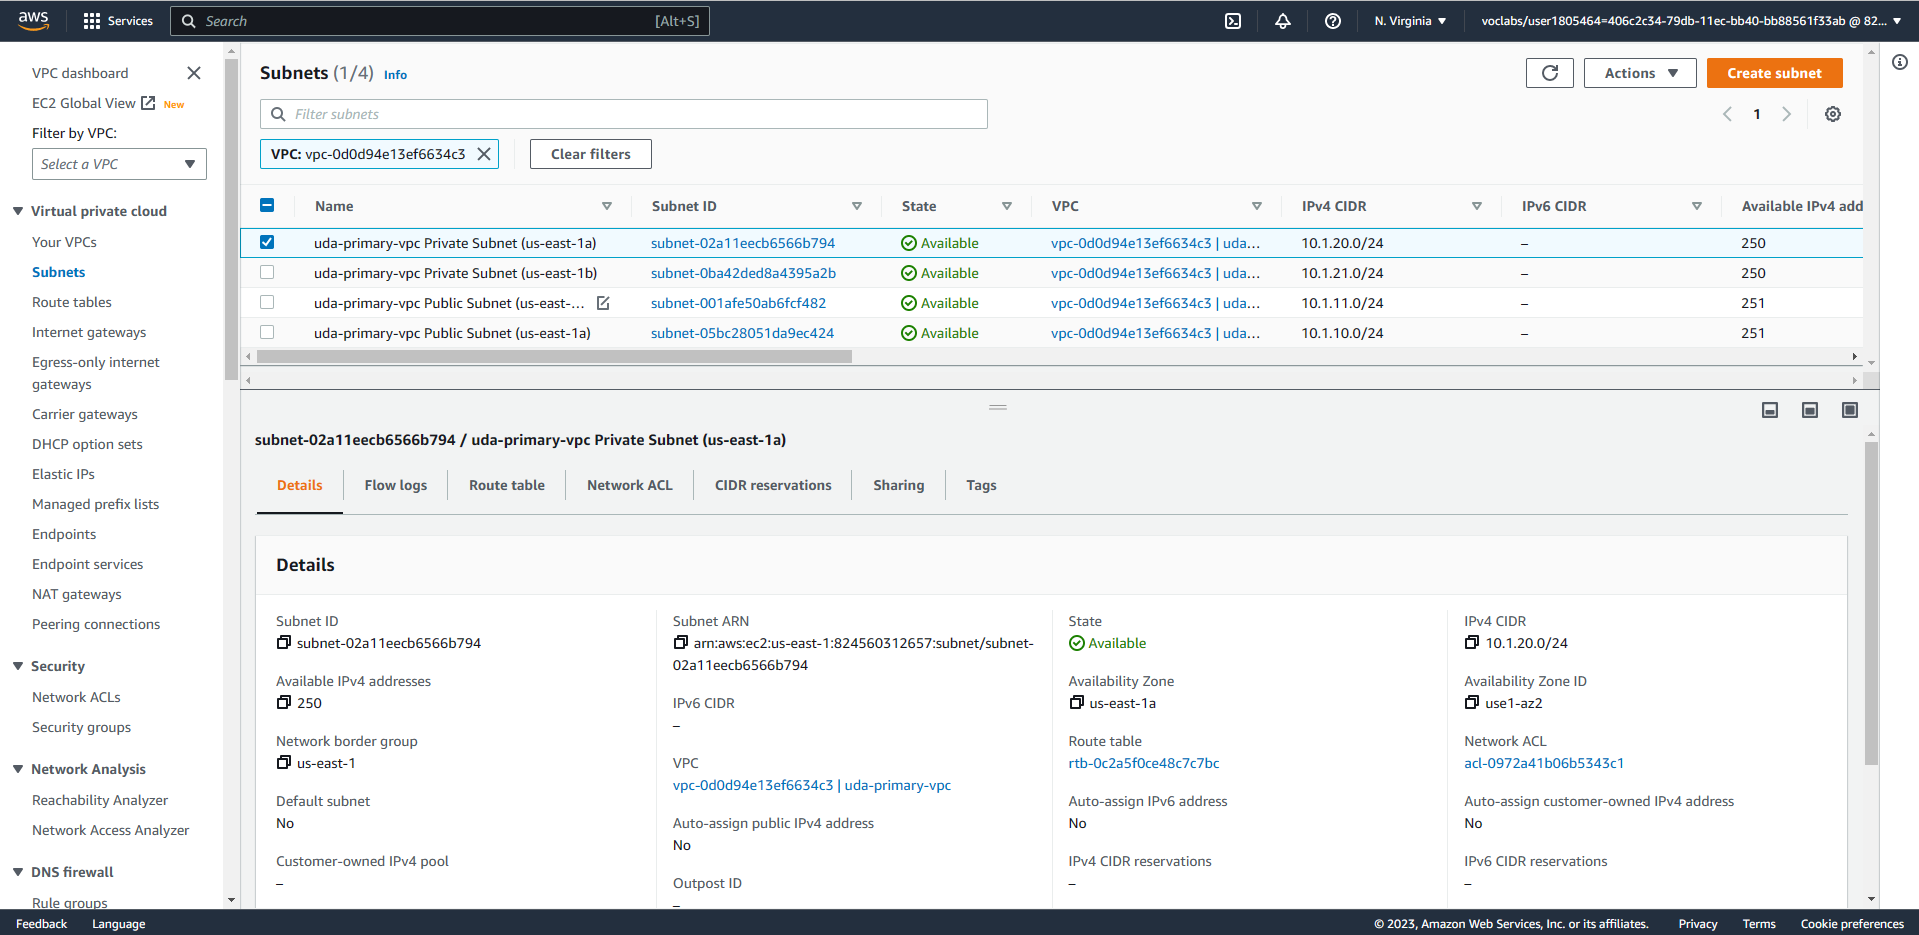 aws
Services
Search
[Alt+S]
N. Virginia
voclabs/user1805464=406c2c34-79db-11ec-bb40-bb88561f33ab @ 82...
VPC dashboard
EC2 Global View New
Filter by VPC:
Select a VPC
Virtual private cloud
Your VPCs
Subnets
Route tables
Internet gateways
Egress-only internet
gateways
Carrier gateways
DHCP option sets
Elastic IPs
Managed prefix lists
Endpoints
Endpoint services
NAT gateways
Peering connections
Security
Network ACLs
Security groups
Network Analysis
Reachability Analyzer
Network Access Analyzer
DNS firewall
Rule groups
Subnets (1/4) Info
Actions
Create subnet
Filter subnets
1
VPC: vpc-0d0d94e13ef6634c3
Clear filters
Name Subnet ID State VPC IPv4 CIDR IPv6 CIDR Available IPv4 add
uda-primary-vpc Private Subnet (us-east-1a) subnet-02a11eecb6566b794 Available vpc-0d0d94e13ef6634c3 | uda... 10.1.20.0/24 – 250
uda-primary-vpc Private Subnet (us-east-1b) subnet-0ba42ded8a4395a2b Available vpc-0d0d94e13ef6634c3 | uda... 10.1.21.0/24 – 250
uda-primary-vpc Public Subnet (us-east-... subnet-001afe50ab6fcf482 Available vpc-0d0d94e13ef6634c3 | uda... 10.1.11.0/24 – 251
uda-primary-vpc Public Subnet (us-east-1a) subnet-05bc28051da9ec424 Available vpc-0d0d94e13ef6634c3 | uda... 10.1.10.0/24 – 251
subnet-02a11eecb6566b794 / uda-primary-vpc Private Subnet (us-east-1a)
Details Flow logs Route table Network ACL CIDR reservations Sharing Tags
Details
Subnet ID
subnet-02a11eecb6566b794
Available IPv4 addresses
250
Network border group
us-east-1
Default subnet
No
Customer-owned IPv4 pool
–
Subnet ARN
arn:aws:ec2:us-east-1:824560312657:subnet/subnet-
02a11eecb6566b794
IPv6 CIDR
–
VPC
vpc-0d0d94e13ef6634c3 | uda-primary-vpc
Auto-assign public IPv4 address
No
Outpost ID
–
State
Available
Availability Zone
us-east-1a
Route table
rtb-0c2a5f0ce48c7c7bc
Auto-assign IPv6 address
No
IPv4 CIDR reservations
–
IPv4 CIDR
10.1.20.0/24
Availability Zone ID
use1-az2
Network ACL
acl-0972a41b06b5343c1
Auto-assign customer-owned IPv4 address
No
IPv6 CIDR reservations
–
Feedback Language
© 2023, Amazon Web Services, Inc. or its affiliates. Privacy Terms Cookie preferences